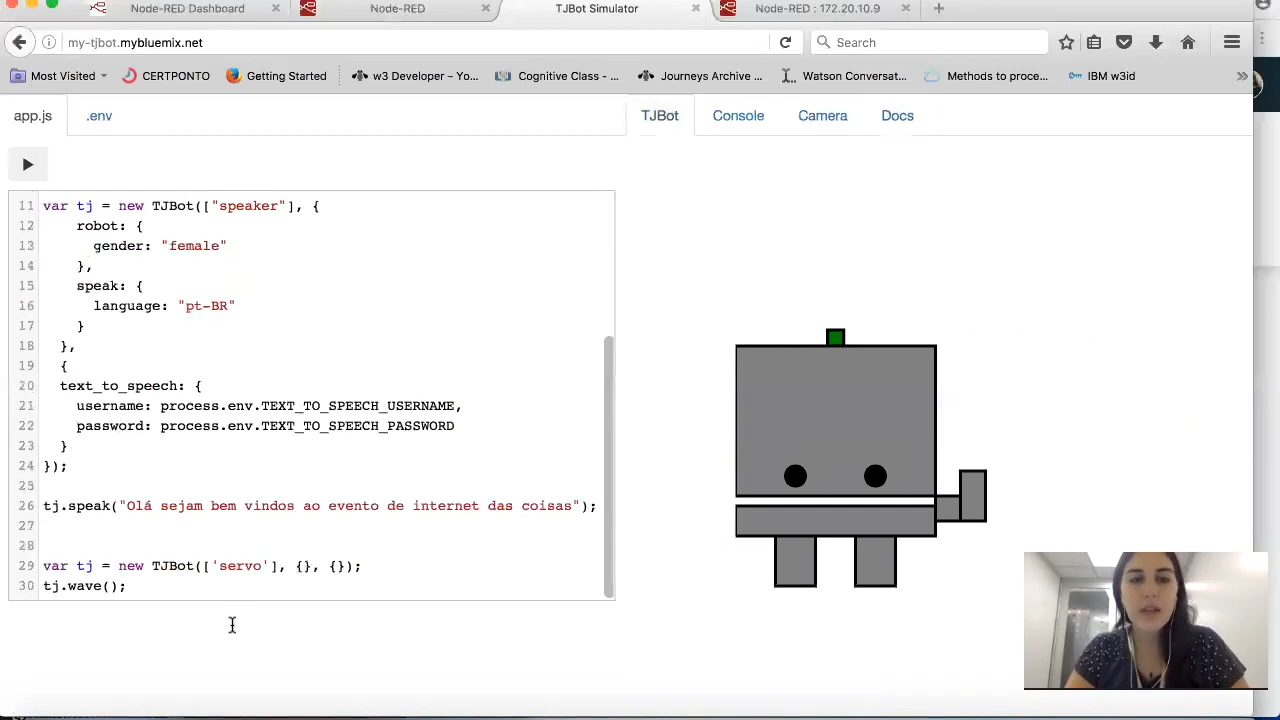 Node-RED Dashboard
Node-RED
TJBot Simulator
Node-RED : 172.20.10.9
my-tjbot.mybluemix.net
Search
Most Visited
CERTPONTO
Getting Started
w3 Developer – Yo...
Cognitive Class - ...
Journeys Archive ...
Watson Conversat...
Methods to proce...
IBM w3id
app.js
.env
TJBot
Console
Camera
Docs
11 var tj = new TJBot(["speaker"], {
12 robot: {
13 gender: "female"
14 },
15 speak: {
16 language: "pt-BR"
17 }
18 },
19 {
20 text_to_speech: {
21 username: process.env.TEXT_TO_SPEECH_USERNAME,
22 password: process.env.TEXT_TO_SPEECH_PASSWORD
23 }
24 });
25
26 tj.speak("Olá sejam bem vindos ao evento de internet das coisas");
27
28
29 var tj = new TJBot(['servo'], {}, {});
30 tj.wave();